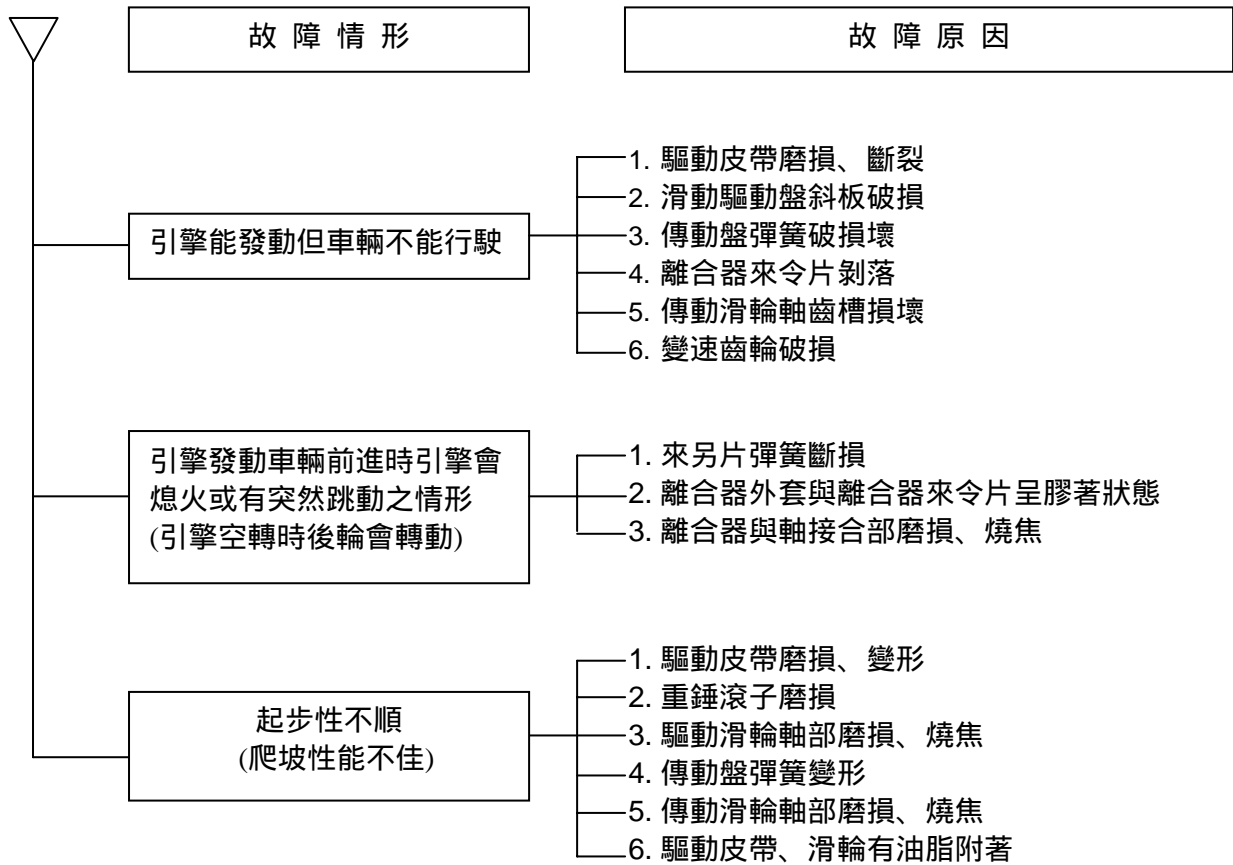 故 障 情 形
故 障 原 因
引擎能發動但車輛不能行駛
1. 驅動皮帶磨損、斷裂
2. 滑動驅動盤斜板破損
3. 傳動盤彈簧破損壞
4. 離合器來令片剝落
5. 傳動滑輪軸齒槽損壞
6. 變速齒輪破損
引擎發動車輛前進時引擎會
熄火或有突然跳動之情形
(引擎空轉時後輪會轉動)
1. 來另片彈簧斷損
2. 離合器外套與離合器來令片呈膠著狀態
3. 離合器與軸接合部磨損、燒焦
起步性不順
(爬坡性能不佳)
1. 驅動皮帶磨損、變形
2. 重錘滾子磨損
3. 驅動滑輪軸部磨損、燒焦
4. 傳動盤彈簧變形
5. 傳動滑輪軸部磨損、燒焦
6. 驅動皮帶、滑輪有油脂附著